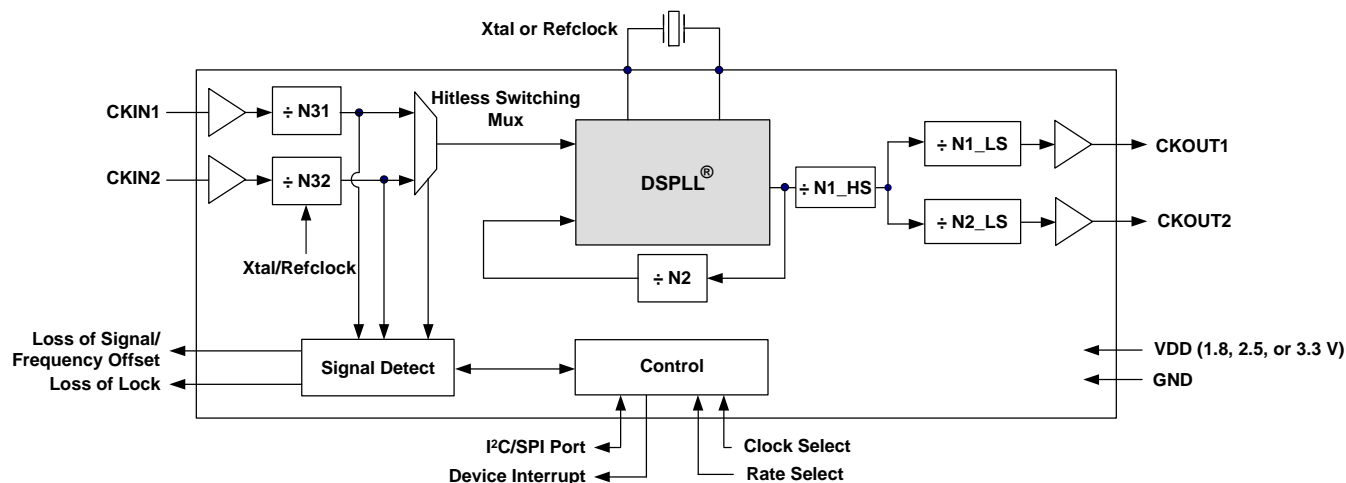 Xtal or Refclock
CKIN1
÷ N31
Hitless Switching
Mux
CKIN2
÷ N32
DSPLL®
÷ N1_HS
÷ N1_LS
CKOUT1
÷ N2_LS
CKOUT2
Xtal/Refclock
÷ N2
Loss of Signal/
Frequency Offset
Loss of Lock
Signal Detect
Control
VDD (1.8, 2.5, or 3.3 V)
GND
I²C/SPI Port
Device Interrupt
Clock Select
Rate Select